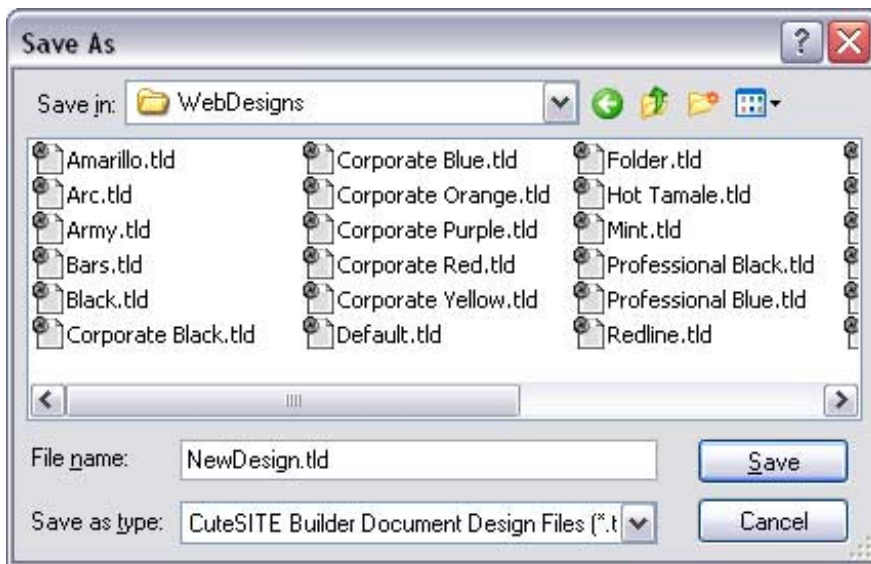 Save As
Save in: WebDesigns
Amarillo.tld
Arc.tld
Army.tld
Bars.tld
Black.tld
Corporate Black.tld
Corporate Blue.tld
Corporate Orange.tld
Corporate Purple.tld
Corporate Red.tld
Corporate Yellow.tld
Default.tld
Folder.tld
Hot Tamale.tld
Mint.tld
Professional Black.tld
Professional Blue.tld
Redline.tld
File name: NewDesign.tld
Save
Save as type: CuteSITE Builder Document Design Files (*.t
Cancel